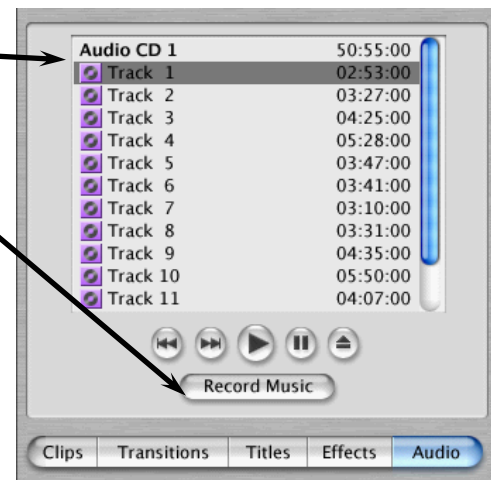 Audio CD 1 50:55:00
Track 1 02:53:00
Track 2 03:27:00
Track 3 04:25:00
Track 4 05:28:00
Track 5 03:47:00
Track 6 03:41:00
Track 7 03:10:00
Track 8 03:31:00
Track 9 04:35:00
Track 10 05:50:00
Track 11 04:07:00
Record Music
Clips Transitions Titles Effects Audio